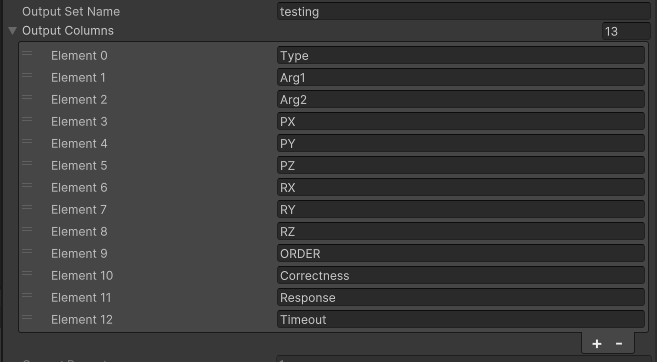 Output Set Name testing
Output Columns 13
Element 0 Type
Element 1 Arg1
Element 2 Arg2
Element 3 PX
Element 4 PY
Element 5 PZ
Element 6 RX
Element 7 RY
Element 8 RZ
Element 9 ORDER
Element 10 Correctness
Element 11 Response
Element 12 Timeout
+ -